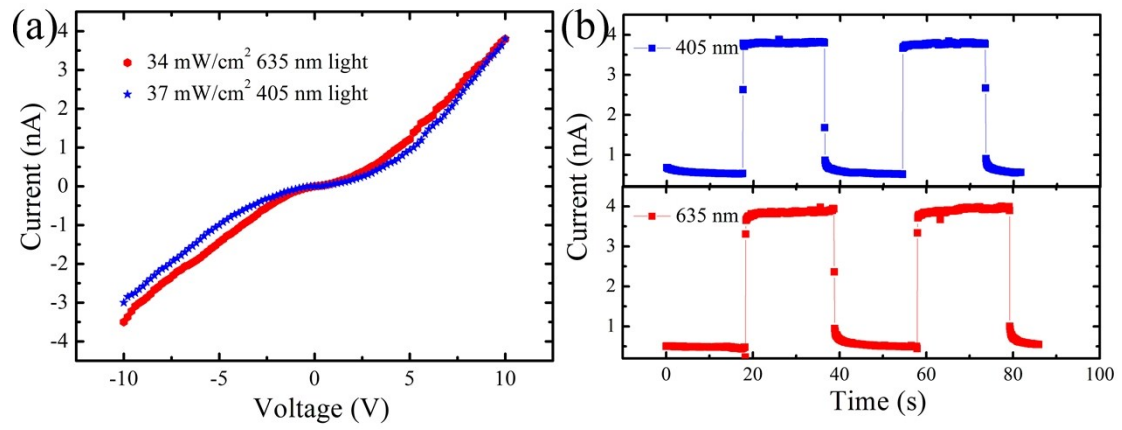 (a)
34 mW/cm² 635 nm light
37 mW/cm² 405 nm light
Current (nA)
4
3
2
1
0
-1
-2
-3
-4
-10
-5
0
5
10
Voltage (V)
(b)
405 nm
635 nm
Current (nA)
4
3
2
1
4
3
2
1
0
20
40
60
80
100
Time (s)